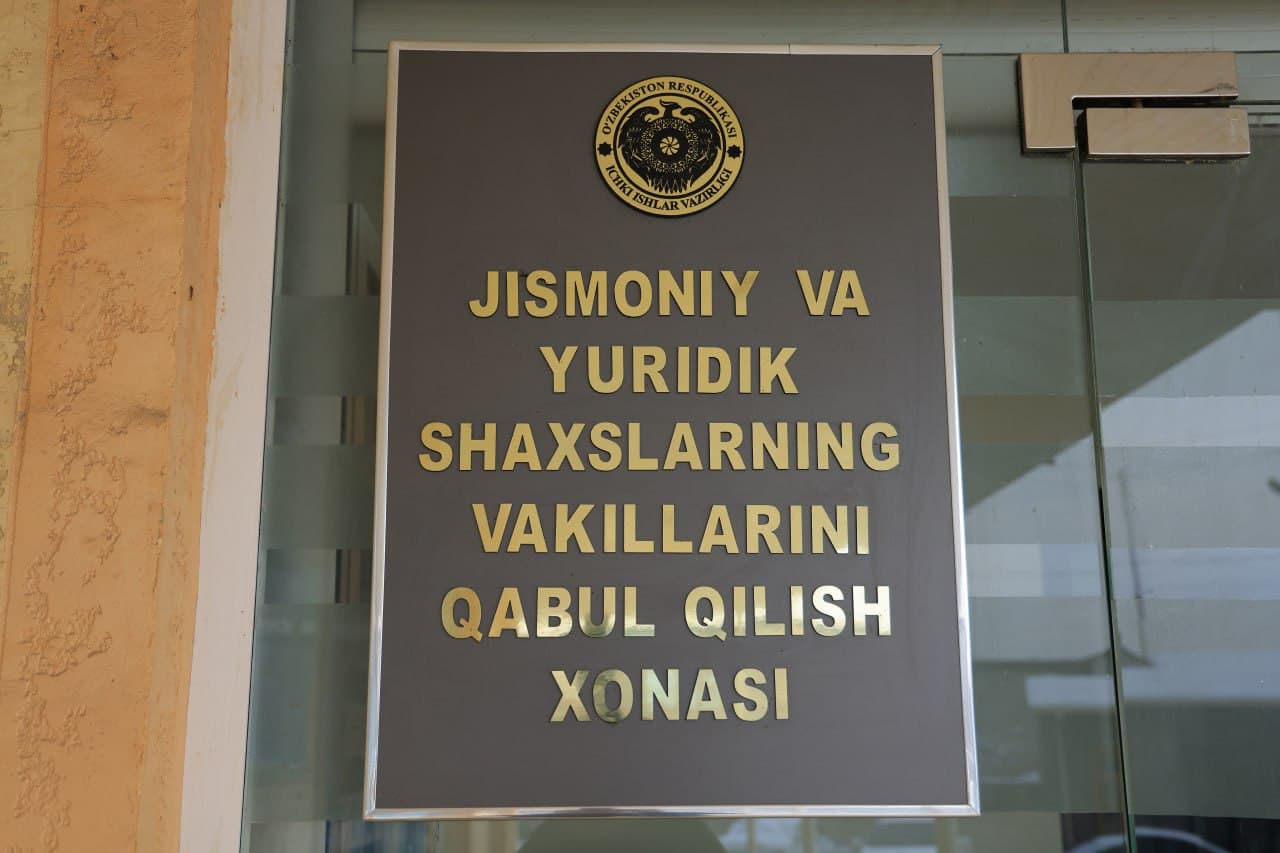 O'ZBEKISTON RESPUBLIKASI
ICHKI ISHLAR VAZIRLIGI
JISMONIY VA
YURIDIK
SHAXSLARNING
VAKILLARINI
QABUL QILISH
XONASI